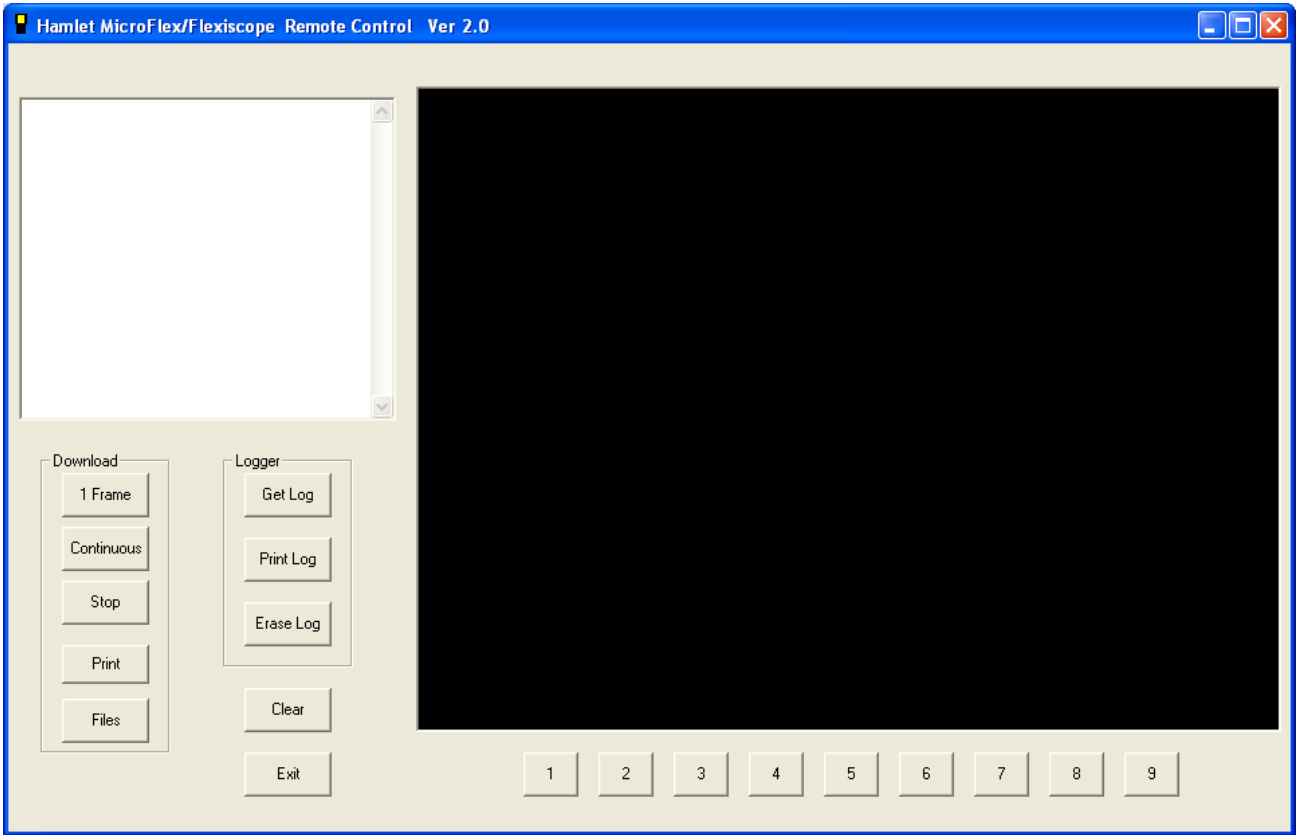 Hamlet MicroFlex/Flexiscope Remote Control Ver 2.0
Download
1 Frame
Continuous
Stop
Print
Files
Logger
Get Log
Print Log
Erase Log
Clear
Exit
1 2 3 4 5 6 7 8 9